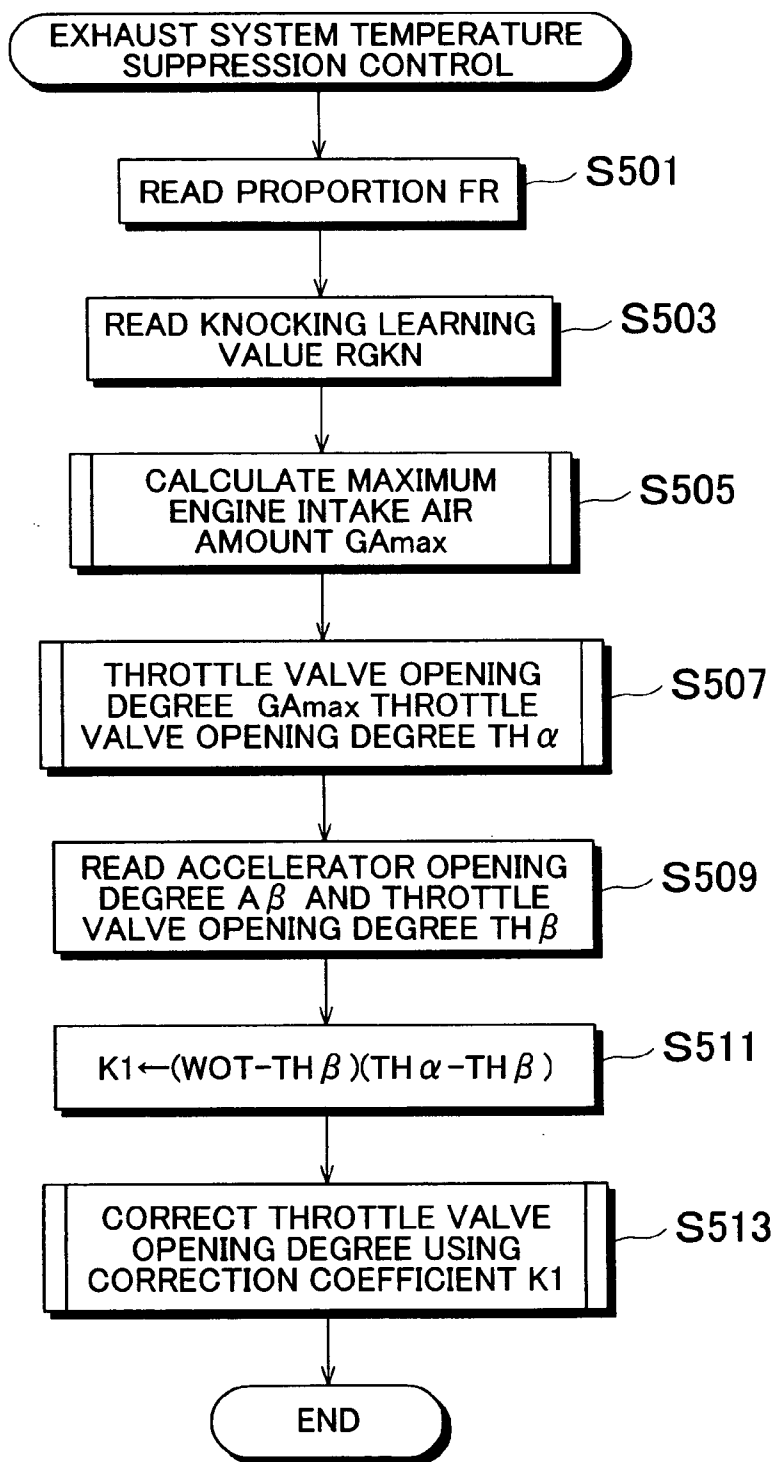 EXHAUST SYSTEM TEMPERATURE
SUPPRESSION CONTROL
READ PROPORTION FR
S501
READ KNOCKING LEARNING
VALUE RGKN
S503
CALCULATE MAXIMUM
ENGINE INTAKE AIR
AMOUNT GAmax
S505
THROTTLE VALVE OPENING
DEGREE GAmax THROTTLE
VALVE OPENING DEGREE THα
S507
READ ACCELERATOR OPENING
DEGREE Aβ AND THROTTLE
VALVE OPENING DEGREE THβ
S509
K1←(WOT-THβ)(THα-THβ)
S511
CORRECT THROTTLE VALVE
OPENING DEGREE USING
CORRECTION COEFFICIENT K1
S513
END